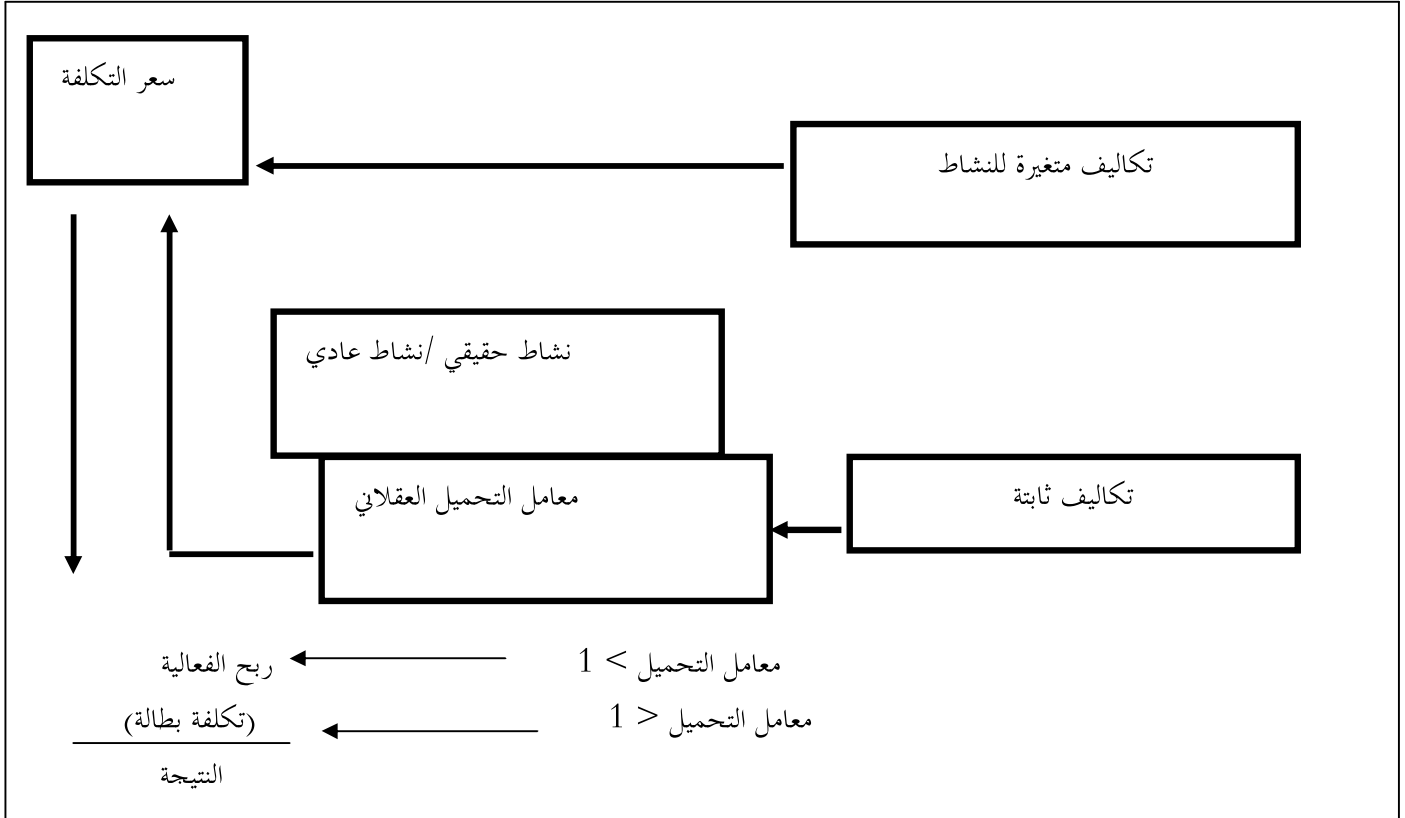 سعر التكلفة
تكاليف متغيرة للنشاط
نشاط حقيقي /نشاط عادي
معامل التحميل العقلاني
تكاليف ثابتة
معامل التحميل > 1
ربح الفعالية
معامل التحميل < 1
(تكلفة بطالة)
النتيجة